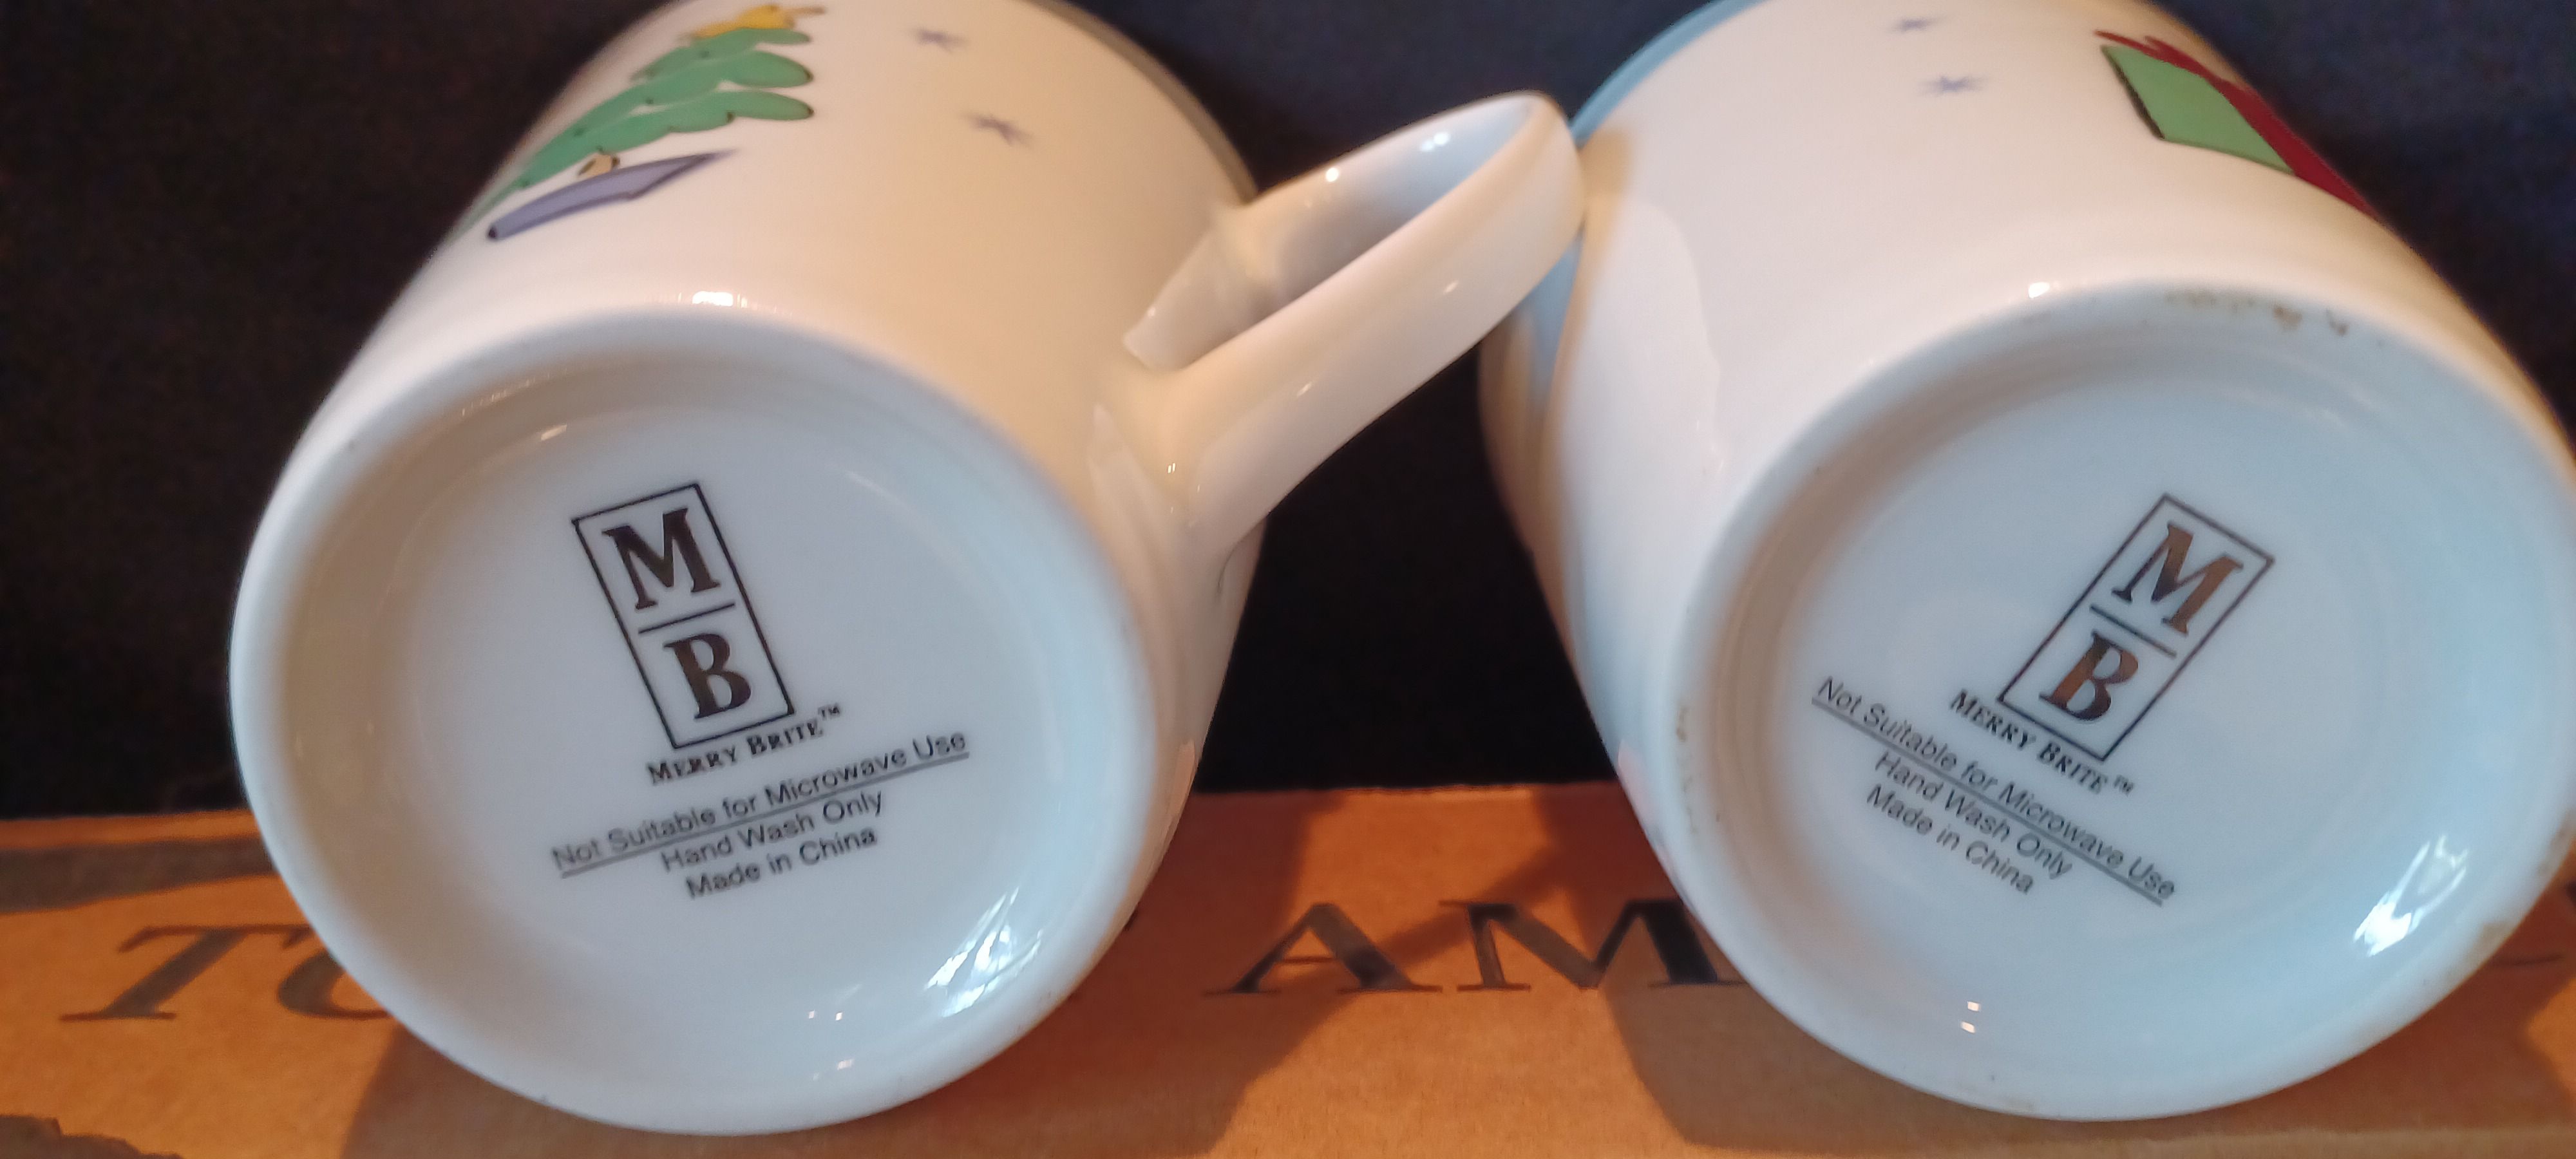 M
B
MERRY BRITE™
Not Suitable for Microwave Use
Hand Wash Only
Made in China
M
B
MERRY BRITE™
Not Suitable for Microwave Use
Hand Wash Only
Made in China